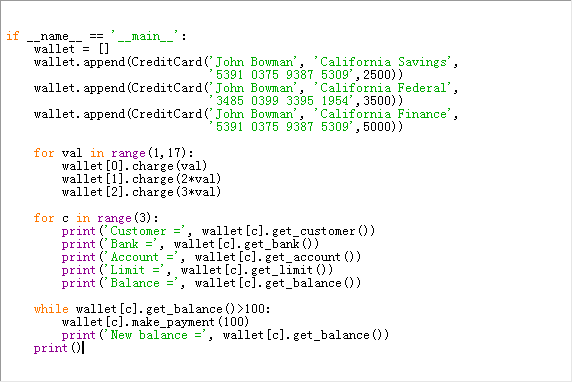 if __name__ == '__main__':
    wallet = []
    wallet.append(CreditCard('John Bowman', 'California Savings',
                             '5391 0375 9387 5309',2500))
    wallet.append(CreditCard('John Bowman', 'California Federal',
                             '3485 0399 3395 1954',3500))
    wallet.append(CreditCard('John Bowman', 'California Finance',
                             '5391 0375 9387 5309',5000))
    for val in range(1,17):
        wallet[0].charge(val)
        wallet[1].charge(2*val)
        wallet[2].charge(3*val)
    for c in range(3):
        print('Customer =', wallet[c].get_customer())
        print('Bank =', wallet[c].get_bank())
        print('Account =', wallet[c].get_account())
        print('Limit =', wallet[c].get_limit())
        print('Balance =', wallet[c].get_balance())
    while wallet[c].get_balance()>100:
        wallet[c].make_payment(100)
        print('New balance =', wallet[c].get_balance())
    print()